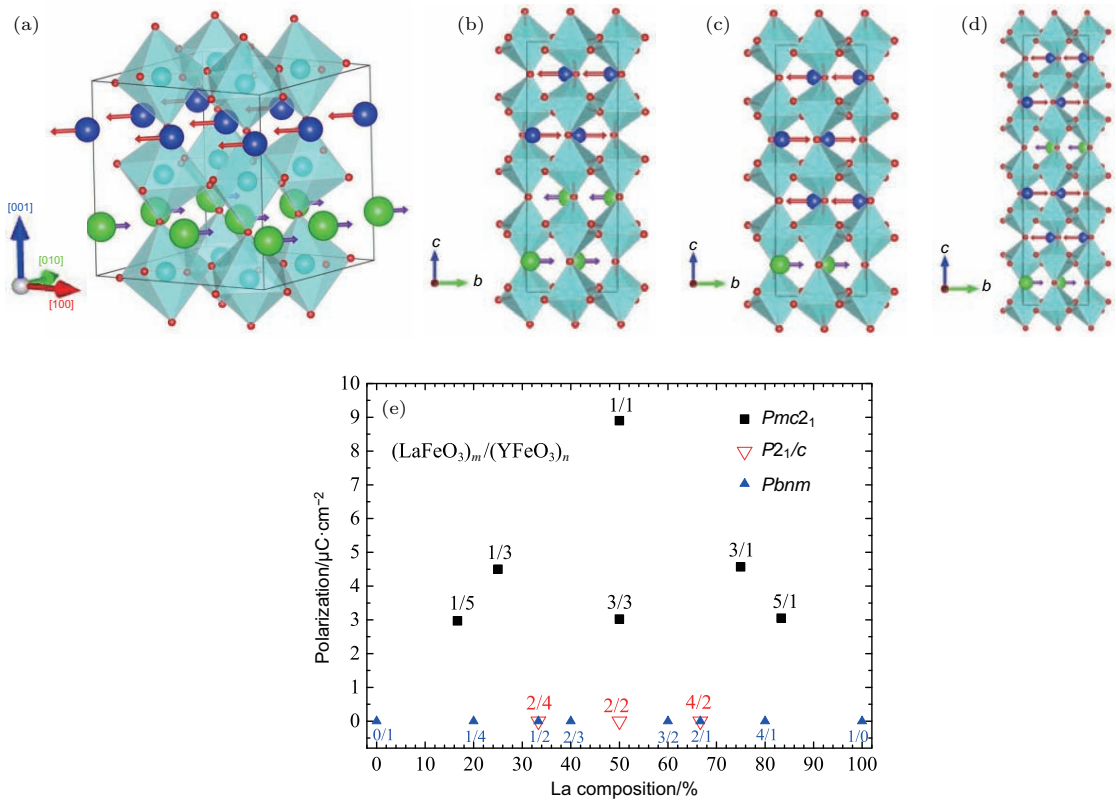 (a)
(b)
(c)
(d)
[001]
[010]
[100]
c
b
c
b
c
b
(e)
(LaFeO₃)ₘ/(YFeO₃)ₙ
Pmc2₁
P2₁/c
Pbnm
1/1
1/3
3/1
1/5
3/3
5/1
2/4
2/2
4/2
0/1
1/4
1/2
2/3
3/2
2/1
4/1
1/0
10
9
8
7
6
5
4
3
2
1
0
Polarization/μC·cm⁻²
0 10 20 30 40 50 60 70 80 90 100
La composition/%